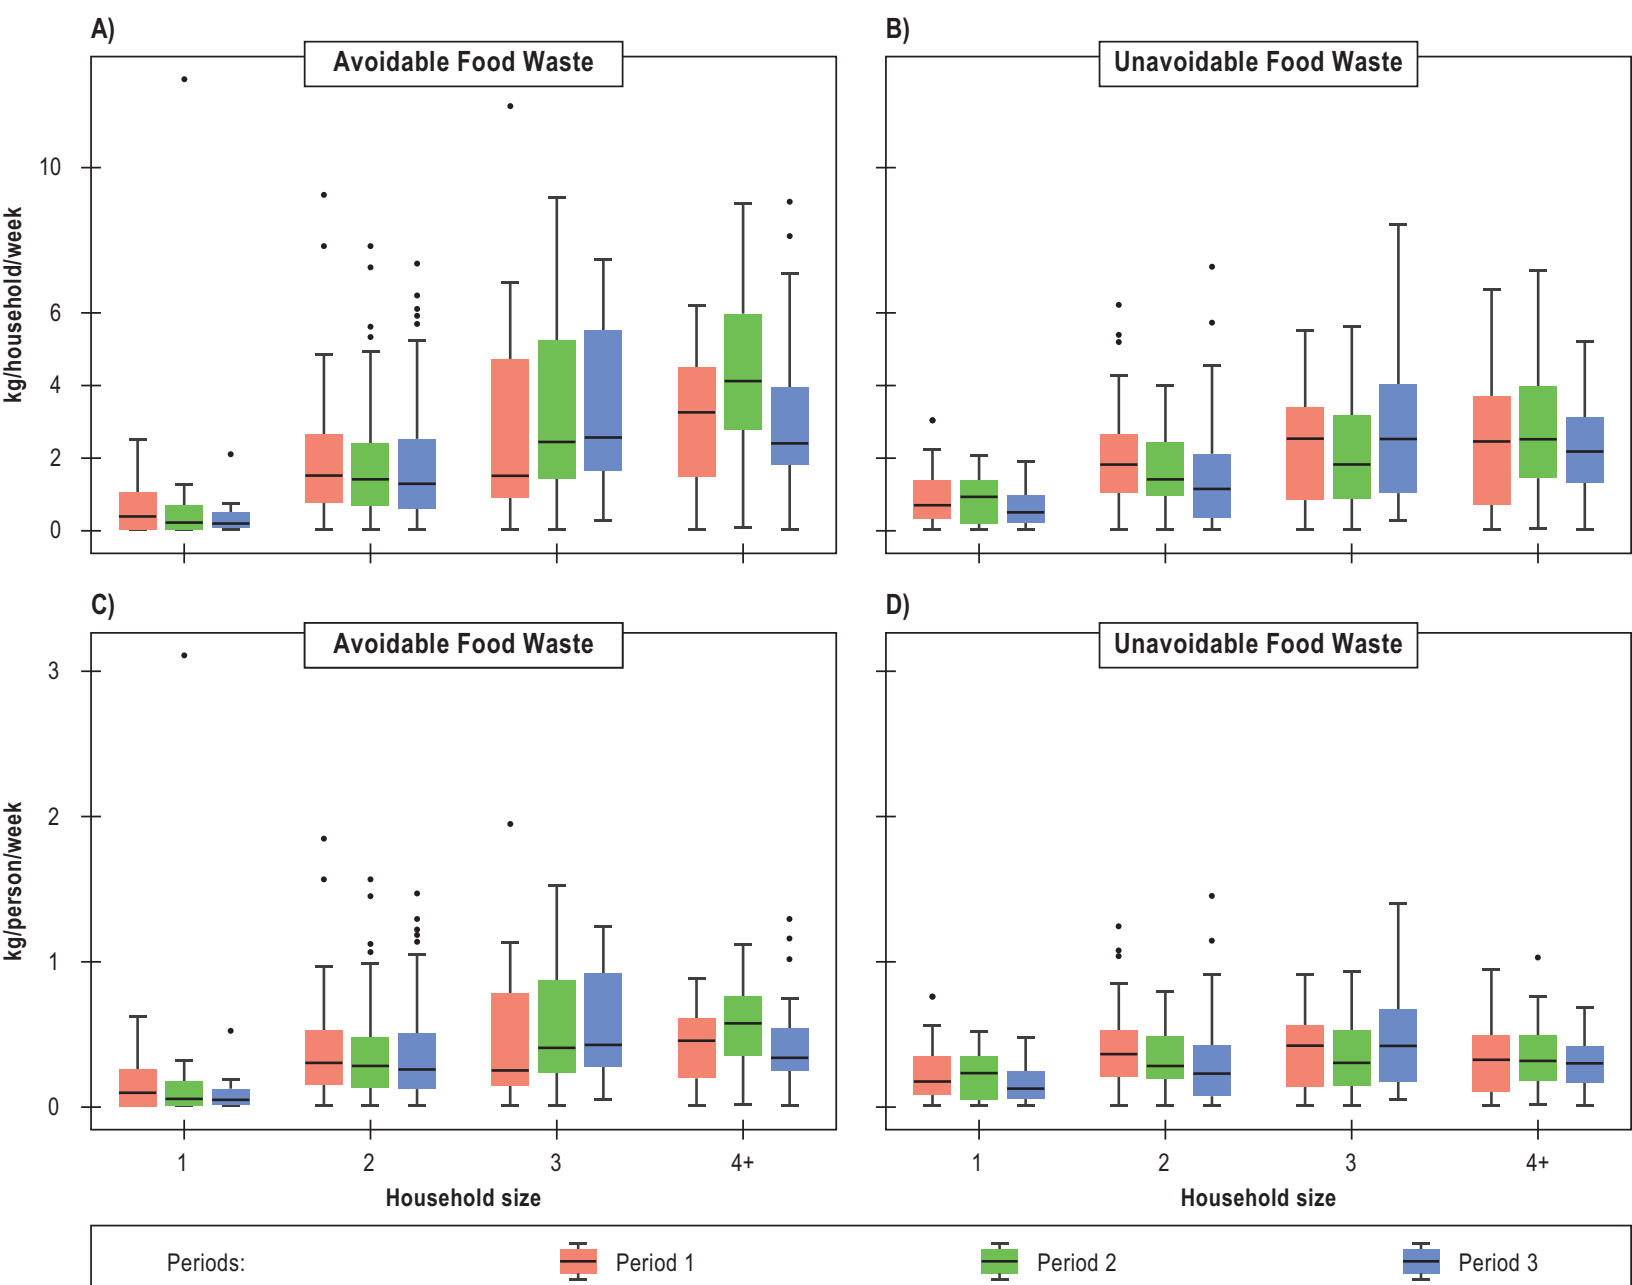 A)
B)
Avoidable Food Waste
Unavoidable Food Waste
kg/household/week
10
6
4
2
0
C)
D)
Avoidable Food Waste
Unavoidable Food Waste
kg/person/week
3
2
1
0
1 2 3 4+
1 2 3 4+
Household size
Household size
Periods: Period 1 Period 2 Period 3